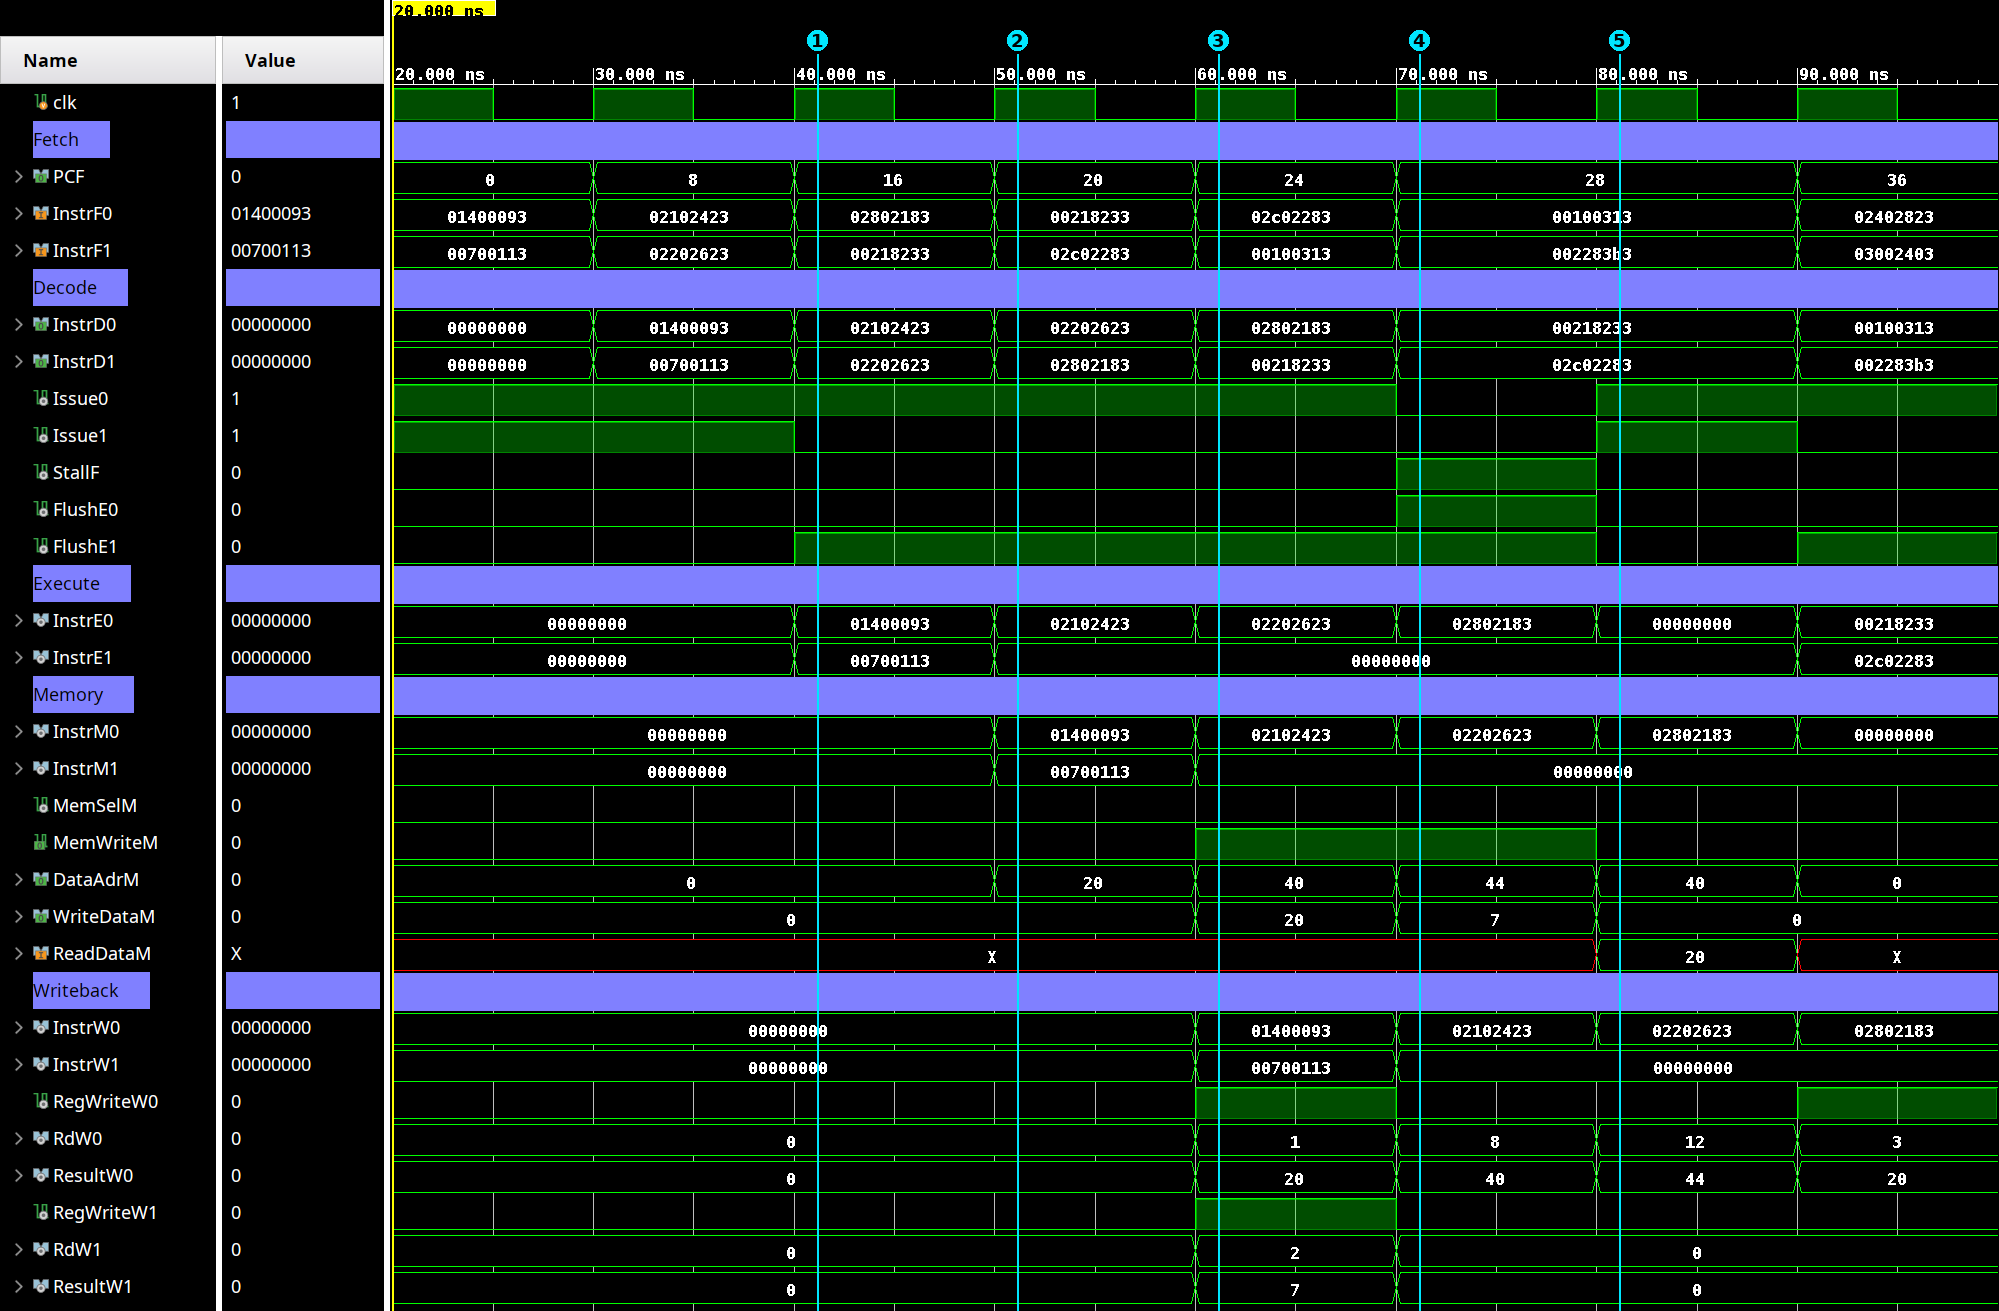 20.000 ns
1 2 3 4 5
Name Value
20.000 ns 30.000 ns 40.000 ns 50.000 ns 60.000 ns 70.000 ns 80.000 ns 90.000 ns
clk 1
Fetch
PCF 0 0 8 16 20 24 28 36
InstrF0 01400093 01400093 02102423 02802183 00218233 02c02283 00100313 02402823
InstrF1 00700113 00700113 02202623 00218233 02c02283 00100313 002283b3 03002403
Decode
InstrD0 00000000 00000000 01400093 02102423 02202623 02802183 00218233 00100313
InstrD1 00000000 00000000 00700113 02202623 02802183 00218233 02c02283 002283b3
Issue0 1
Issue1 1
StallF 0
FlushE0 0
FlushE1 0
Execute
InstrE0 00000000 00000000 01400093 02102423 02202623 02802183 00000000 00218233
InstrE1 00000000 00000000 00700113 00000000 02c02283
Memory
InstrM0 00000000 00000000 01400093 02102423 02202623 02802183 00000000
InstrM1 00000000 00000000 00700113 00000000
MemSelM 0
MemWriteM 0
DataAdrM 0 0 20 40 44 40 0
WriteDataM 0 0 20 7 0
ReadDataM X X 20 X
Writeback
InstrW0 00000000 00000000 01400093 02102423 02202623 02802183
InstrW1 00000000 00000000 00700113 00000000
RegWriteW0 0
RdW0 0 0 1 8 12 3
ResultW0 0 0 20 40 44 20
RegWriteW1 0
RdW1 0 0 2 0
ResultW1 0 0 7 0